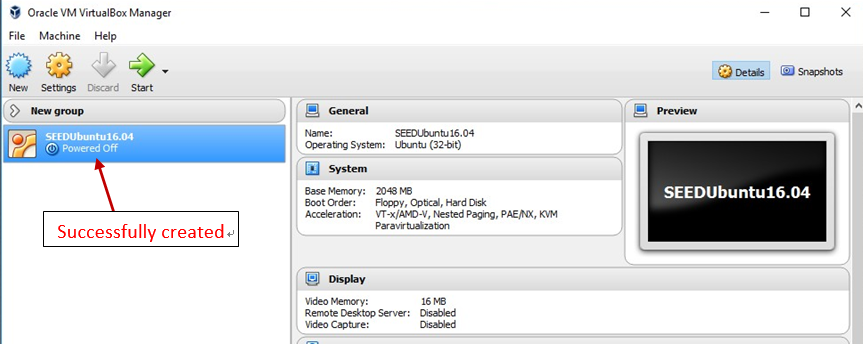 Oracle VM VirtualBox Manager
File Machine Help
New Settings Discard Start
Details Snapshots
New group
SEEDUbuntu16.04
Powered Off
Successfully created
General
Name: SEEDUbuntu16.04
Operating System: Ubuntu (32-bit)
System
Base Memory: 2048 MB
Boot Order: Floppy, Optical, Hard Disk
Acceleration: VT-x/AMD-V, Nested Paging, PAE/NX, KVM
Paravirtualization
Preview
SEEDUbuntu16.04
Display
Video Memory: 16 MB
Remote Desktop Server: Disabled
Video Capture: Disabled